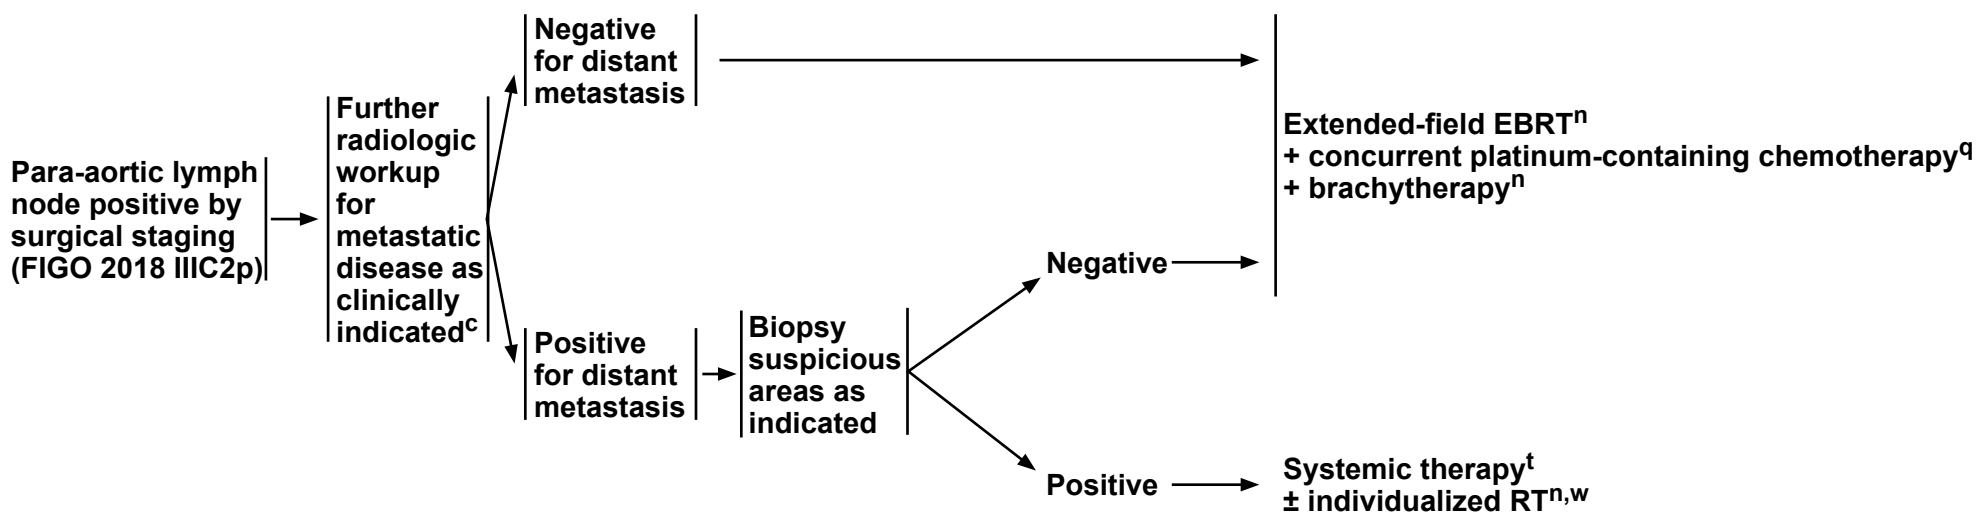 Para-aortic lymph
node positive by
surgical staging
(FIGO 2018 IIIC2p)
Further
radiologic
workup
for
metastatic
disease as
clinically
indicatedc
Negative
for distant
metastasis
Positive
for distant
metastasis
Biopsy
suspicious
areas as
indicated
Negative
Positive
Extended-field EBRTn
+ concurrent platinum-containing chemotherapyq
+ brachytherapyn
Systemic therapyt
± individualized RTn,w